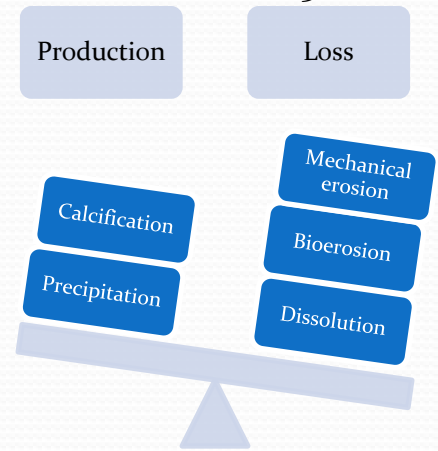 Production
Loss
Mechanical
erosion
Calcification
Bioerosion
Precipitation
Dissolution